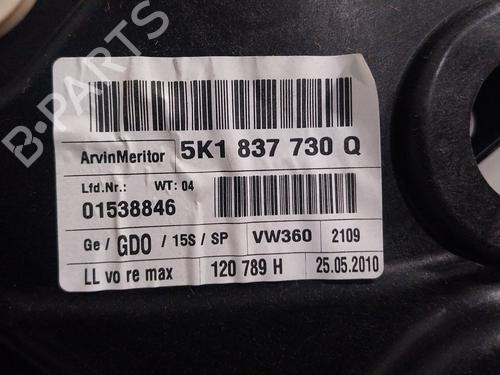 B-PARTS
ArvinMeritor 5K1 837 730 Q
Lfd.Nr.: WT: 04
01538846
Ge / GDO / 15S / SP VW360 2109
LL vo re max 120 789 H 25.05.2010